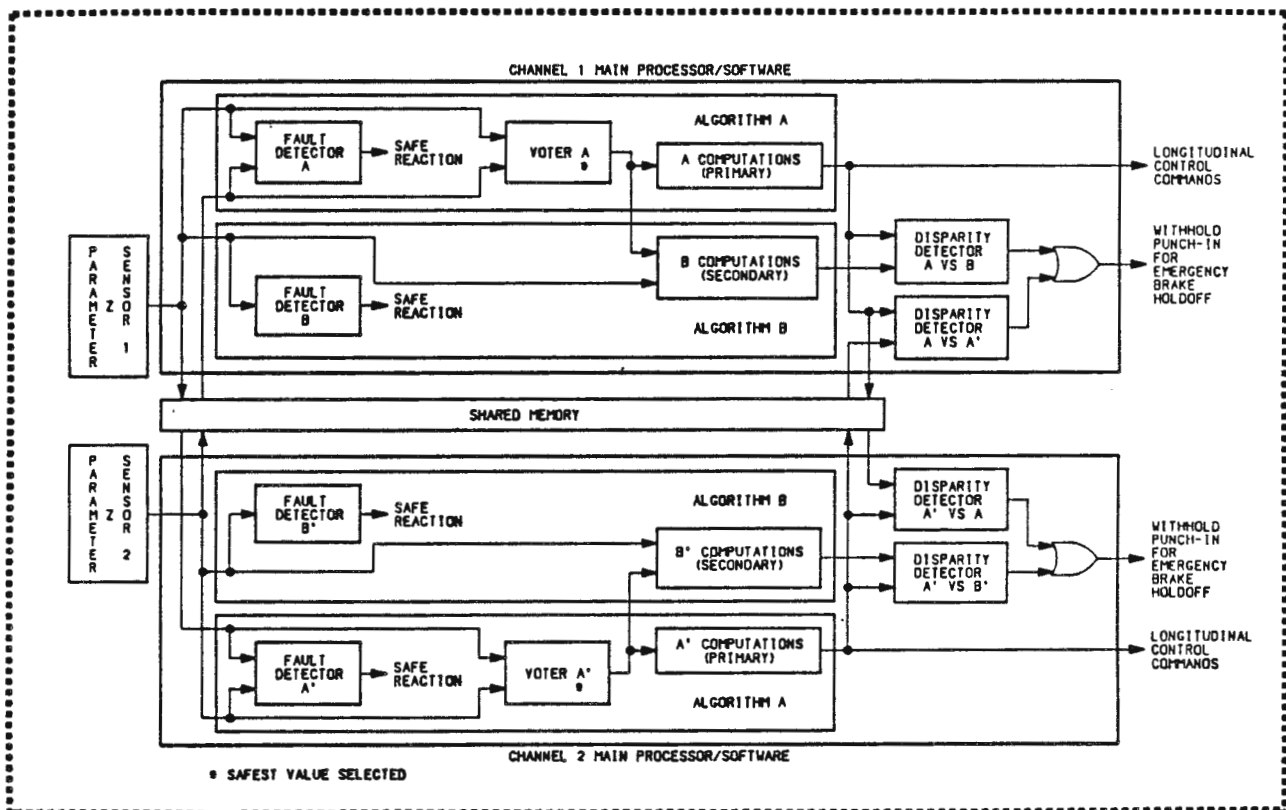 CHANNEL 1 MAIN PROCESSOR/SOFTWARE
ALGORITHM A
FAULT
DETECTOR
A
SAFE
REACTION
VOTER A
*
A COMPUTATIONS
(PRIMARY)
LONGITUDINAL
CONTROL
COMMANDS
PARAMETER
Z
SENSOR 1
FAULT
DETECTOR
B
SAFE
REACTION
B COMPUTATIONS
(SECONDARY)
ALGORITHM B
DISPARITY
DETECTOR
A VS B
DISPARITY
DETECTOR
A VS A'
WITHHOLD
PUNCH-IN
FOR
EMERGENCY
BRAKE
HOLDOFF
SHARED MEMORY
PARAMETER
Z
SENSOR 2
FAULT
DETECTOR
B'
SAFE
REACTION
ALGORITHM B
B' COMPUTATIONS
(SECONDARY)
DISPARITY
DETECTOR
A' VS A
DISPARITY
DETECTOR
A' VS B'
WITHHOLD
PUNCH-IN
FOR
EMERGENCY
BRAKE
HOLDOFF
FAULT
DETECTOR
A'
SAFE
REACTION
VOTER A'
*
A' COMPUTATIONS
(PRIMARY)
ALGORITHM A
LONGITUDINAL
CONTROL
COMMANDS
CHANNEL 2 MAIN PROCESSOR/SOFTWARE
* SAFEST VALUE SELECTED